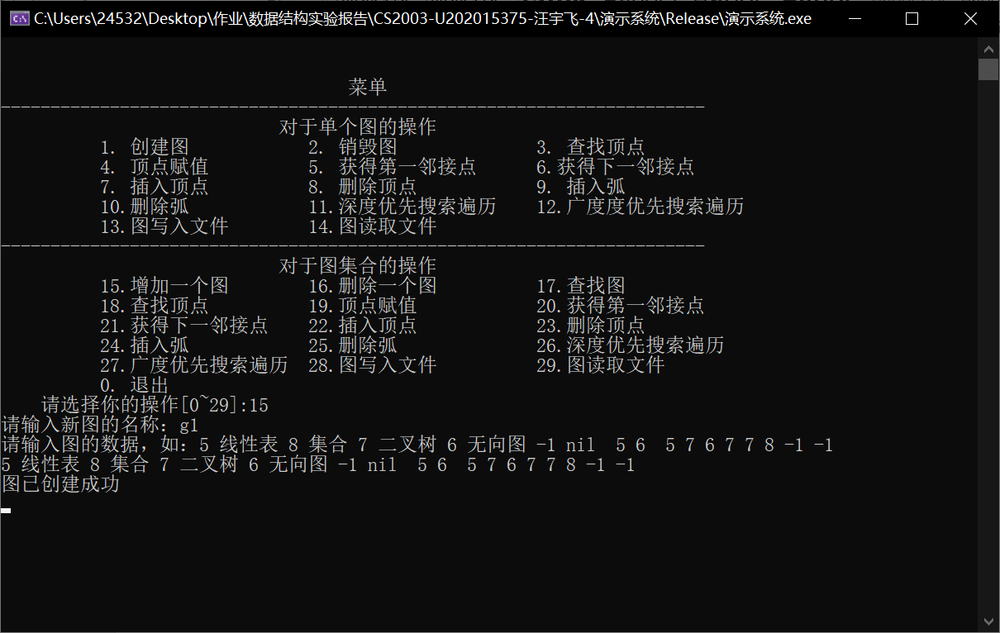 C:\Users\24532\Desktop\作业\数据结构实验报告\CS2003-U202015375-汪宇飞-4\演示系统\Release\演示系统.exe
菜单
-----------------------------------------------------------------------
对于单个图的操作
1. 创建图 2. 销毁图 3. 查找顶点
4. 顶点赋值 5. 获得第一邻接点 6.获得下一邻接点
7. 插入顶点 8. 删除顶点 9. 插入弧
10.删除弧 11.深度优先搜索遍历 12.广度度优先搜索遍历
13.图写入文件 14.图读取文件
-----------------------------------------------------------------------
对于图集合的操作
15.增加一个图 16.删除一个图 17.查找图
18.查找顶点 19.顶点赋值 20.获得第一邻接点
21.获得下一邻接点 22.插入顶点 23.删除顶点
24.插入弧 25.删除弧 26.深度优先搜索遍历
27.广度优先搜索遍历 28.图写入文件 29.图读取文件
0. 退出
请选择你的操作[0~29]:15
请输入新图的名称：g1
请输入图的数据，如：5 线性表 8 集合 7 二叉树 6 无向图 -1 nil  5 6  5 7 6 7 7 8 -1 -1
5 线性表 8 集合 7 二叉树 6 无向图 -1 nil  5 6  5 7 6 7 7 8 -1 -1
图已创建成功